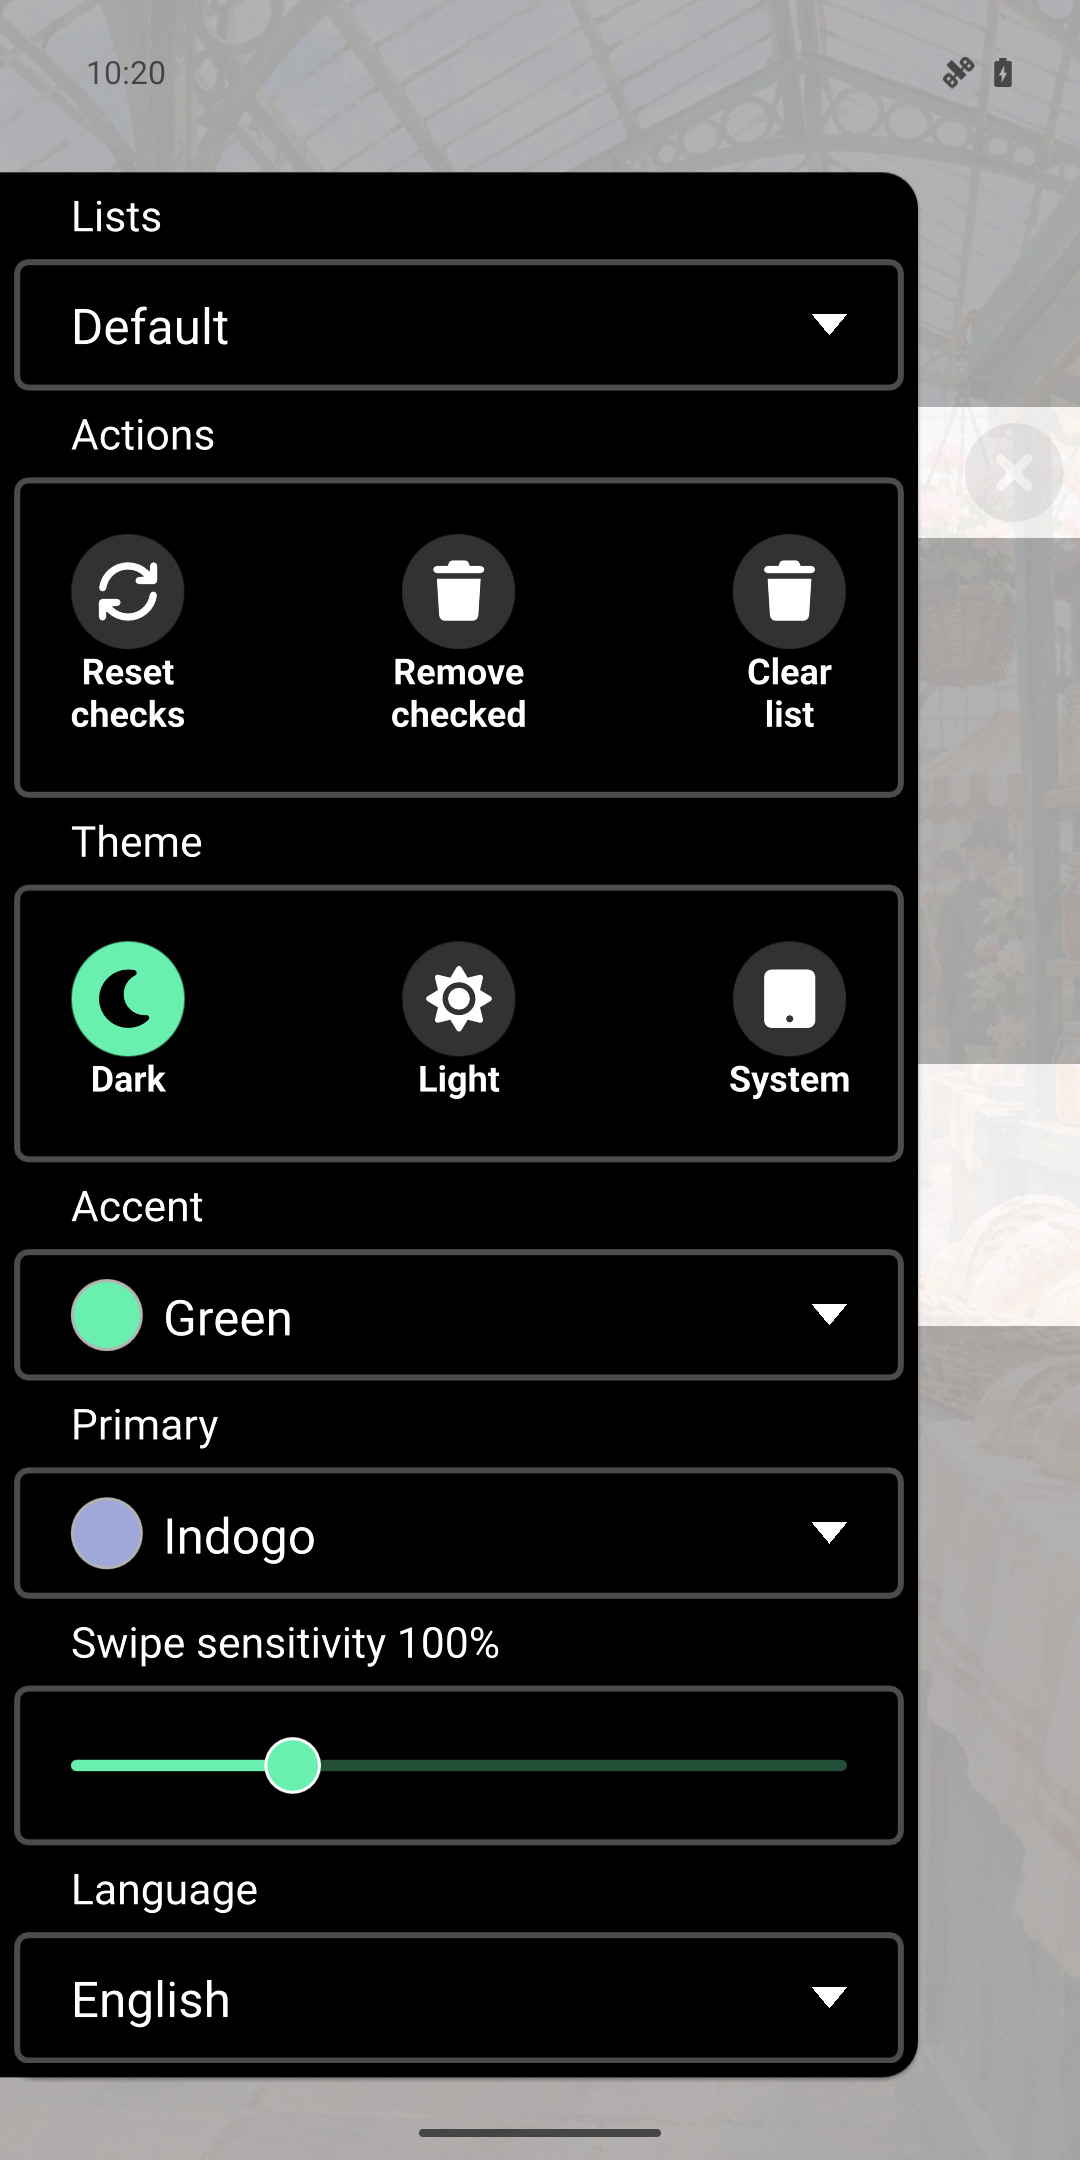 10:20
Lists
Default
Actions
Reset
checks
Remove
checked
Clear
list
Theme
Dark
Light
System
Accent
Green
Primary
Indogo
Swipe sensitivity 100%
Language
English